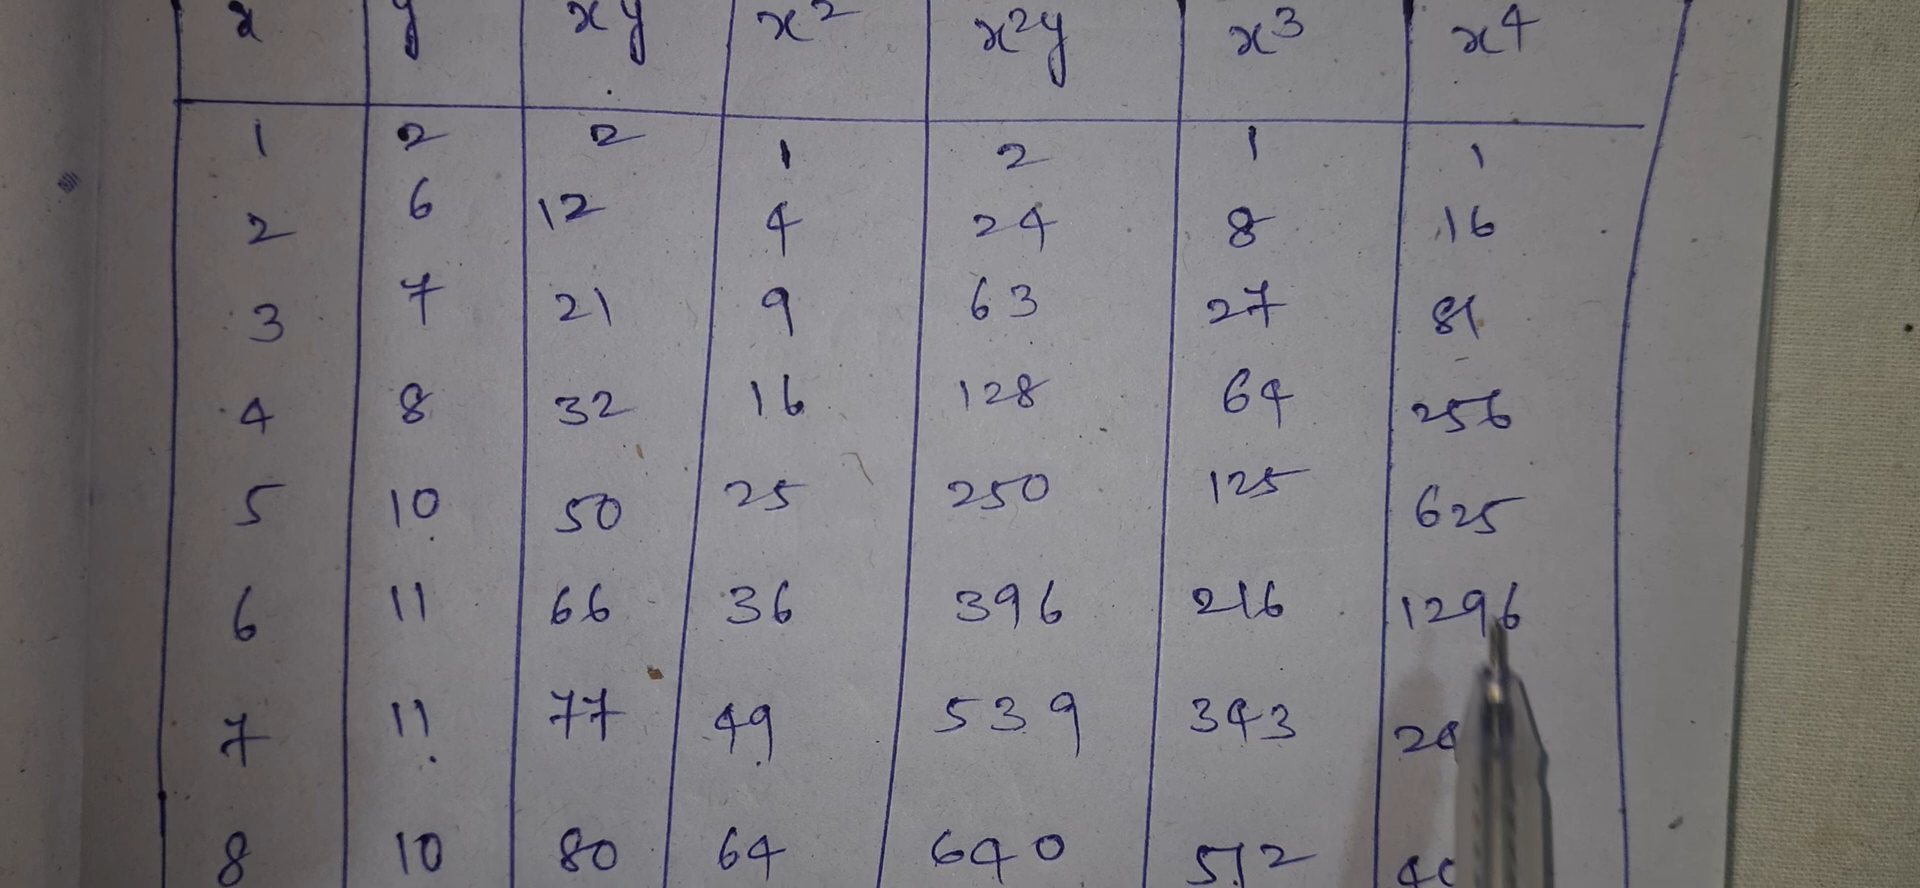 x y xy x² x²y x³ x⁴
1 2 2 1 2 1 1
2 6 12 4 24 8 16
3 7 21 9 63 27 81
4 8 32 16 128 64 256
5 10 50 25 250 125 625
6 11 66 36 396 216 1296
7 11 77 49 539 343
8 10 80 64 640 512